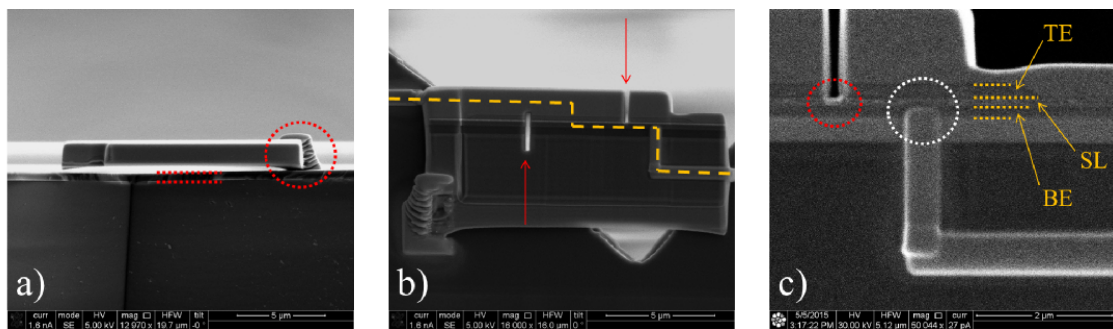 a)
curr mode HV mag □ HFW tilt
1.6 nA SE 5.00 kV 12 970 x 19.7 µm -0 °
5 µm
b)
curr mode HV mag □ HFW tilt
1.6 nA SE 5.00 kV 16 000 x 16.0 µm 0 °
5 µm
TE
SL
BE
c)
5/5/2015 HV HFW mag □ curr
3:17:22 PM 30.00 kV 5.12 µm 50 044 x 27 pA
2 µm